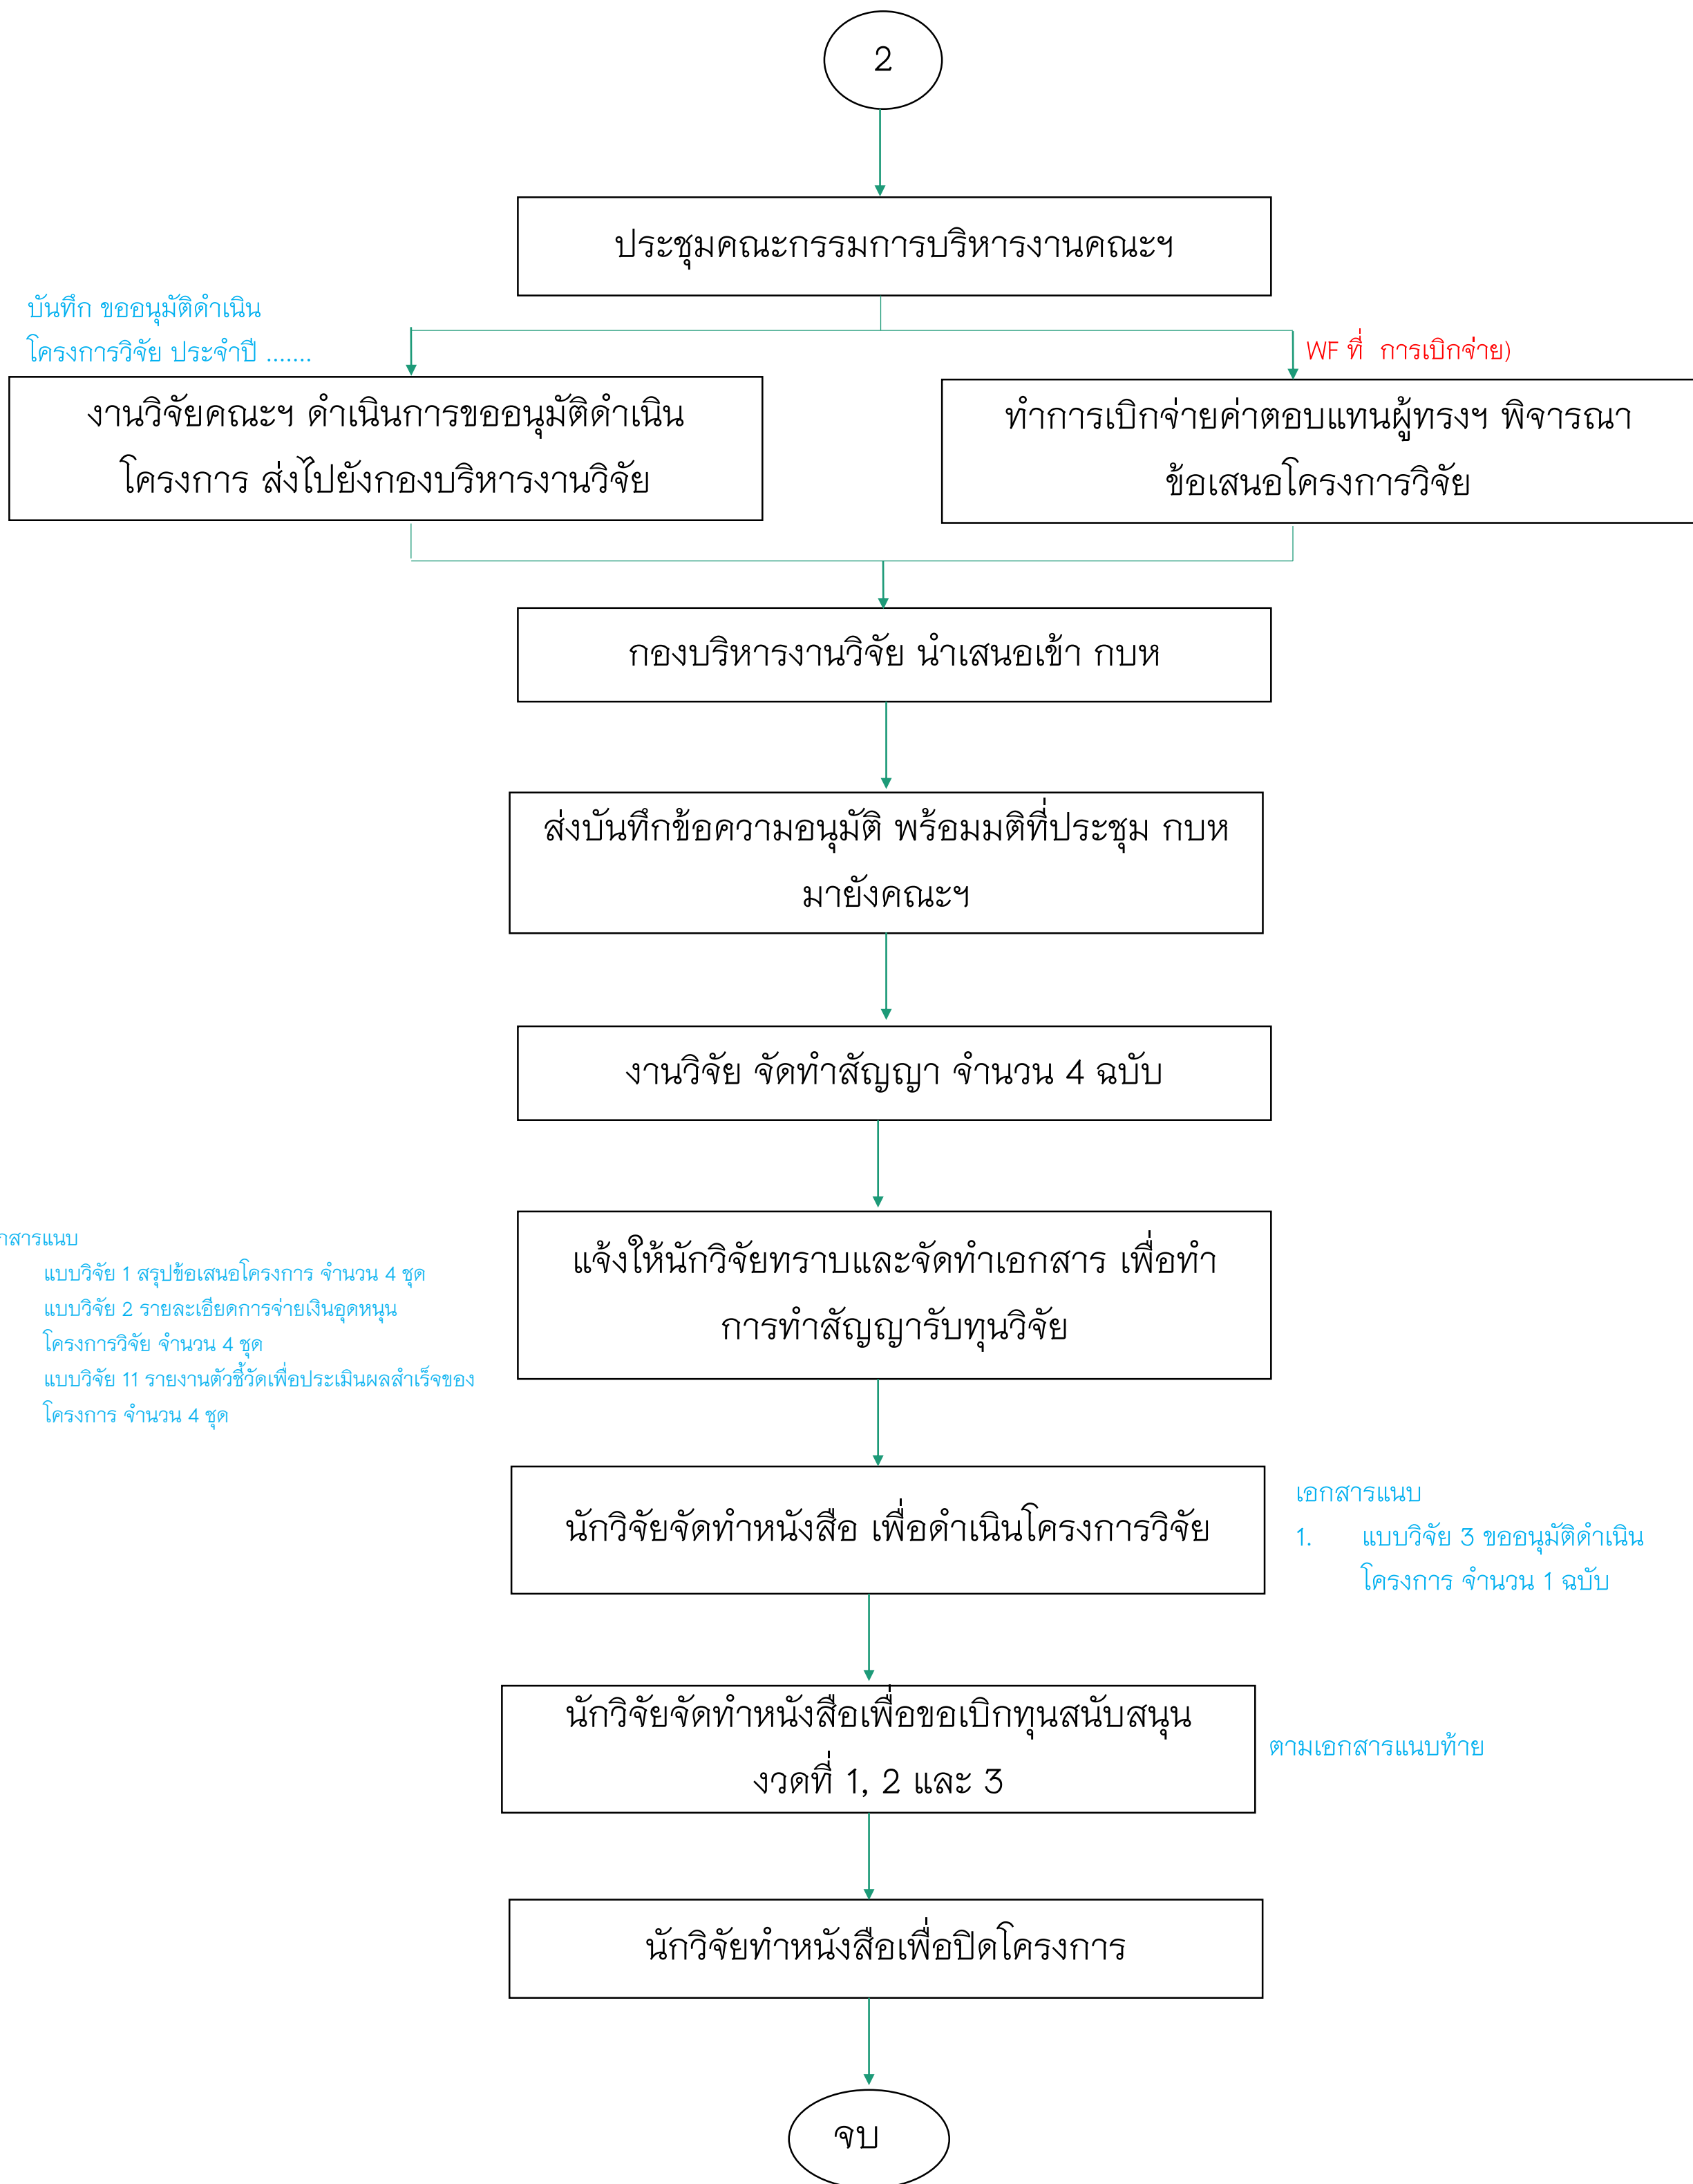 2
ประชุมคณะกรรมการบริหารงานคณะฯ
บันทึก ขออนุมัติดำเนิน
โครงการวิจัย ประจำปี .......
WF ที่  การเบิกจ่าย)
งานวิจัยคณะฯ ดำเนินการขออนุมัติดำเนิน
โครงการ ส่งไปยังกองบริหารงานวิจัย
ทำการเบิกจ่ายค่าตอบแทนผู้ทรงฯ พิจารณา
ข้อเสนอโครงการวิจัย
กองบริหารงานวิจัย นำเสนอเข้า กบห
ส่งบันทึกข้อความอนุมัติ พร้อมมติที่ประชุม กบห
มายังคณะฯ
งานวิจัย จัดทำสัญญา จำนวน 4 ฉบับ
กสารแนบ
แบบวิจัย 1 สรุปข้อเสนอโครงการ จำนวน 4 ชุด
แบบวิจัย 2 รายละเอียดการจ่ายเงินอุดหนุน
โครงการวิจัย จำนวน 4 ชุด
แบบวิจัย 11 รายงานตัวชี้วัดเพื่อประเมินผลสำเร็จของ
โครงการ จำนวน 4 ชุด
แจ้งให้นักวิจัยทราบและจัดทำเอกสาร เพื่อทำ
การทำสัญญารับทุนวิจัย
นักวิจัยจัดทำหนังสือ เพื่อดำเนินโครงการวิจัย
เอกสารแนบ
1. แบบวิจัย 3 ขออนุมัติดำเนิน
โครงการ จำนวน 1 ฉบับ
นักวิจัยจัดทำหนังสือเพื่อขอเบิกทุนสนับสนุน
งวดที่ 1, 2 และ 3
ตามเอกสารแนบท้าย
นักวิจัยทำหนังสือเพื่อปิดโครงการ
จบ